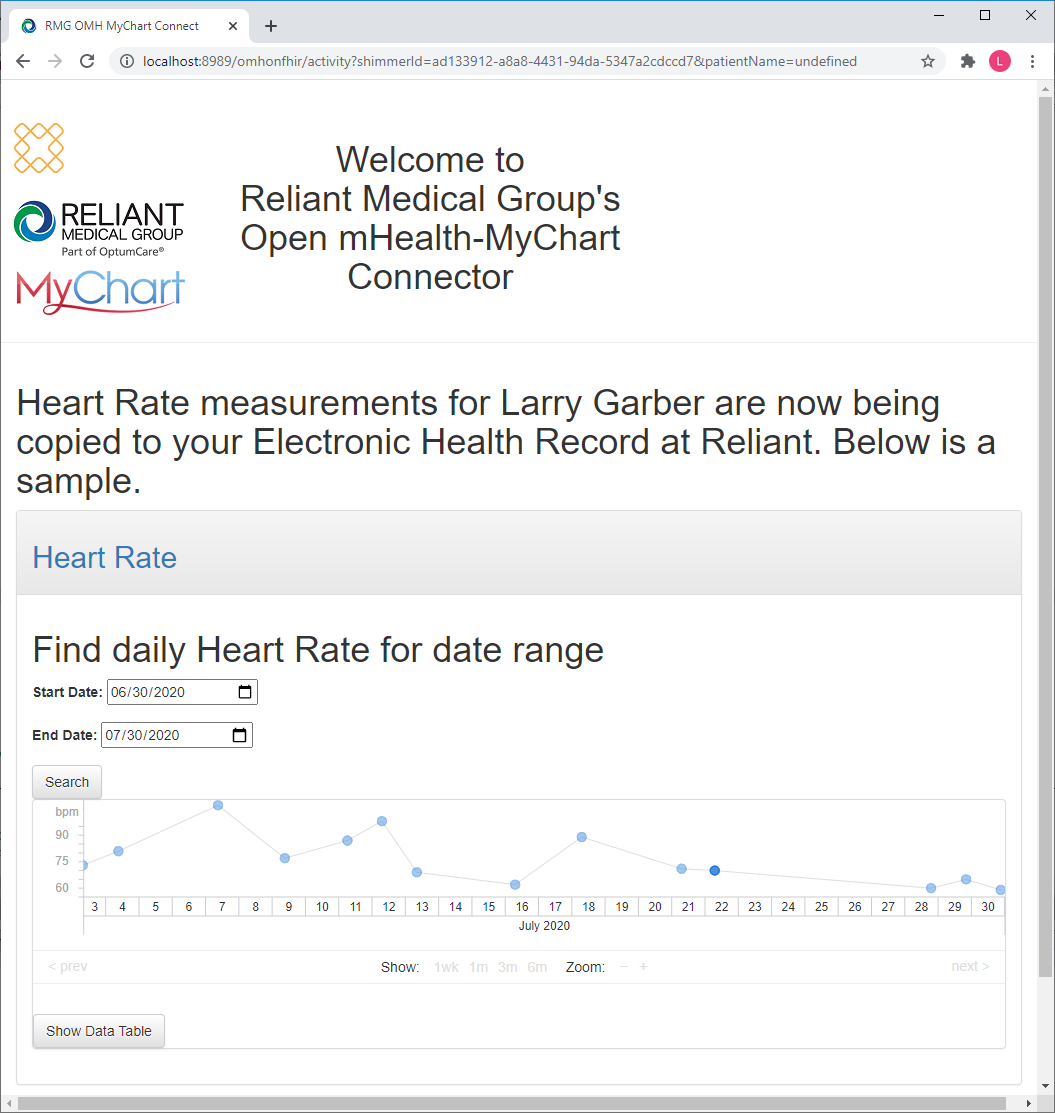 RMG OMH MyChart Connect
localhost:8989/omhonfhir/activity?shimmerId=ad133912-a8a8-4431-94da-5347a2cdccd7&patientName=undefined
L
RELIANT
MEDICAL GROUP
Part of OptumCare®
MyChart
Welcome to
Reliant Medical Group's
Open mHealth-MyChart
Connector
Heart Rate measurements for Larry Garber are now being
copied to your Electronic Health Record at Reliant. Below is a
sample.
Heart Rate
Find daily Heart Rate for date range
Start Date: 06/30/2020
End Date: 07/30/2020
Search
bpm
90
75
60
3 4 5 6 7 8 9 10 11 12 13 14 15 16 17 18 19 20 21 22 23 24 25 26 27 28 29 30
July 2020
< prev Show: 1wk 1m 3m 6m Zoom: − + next >
Show Data Table